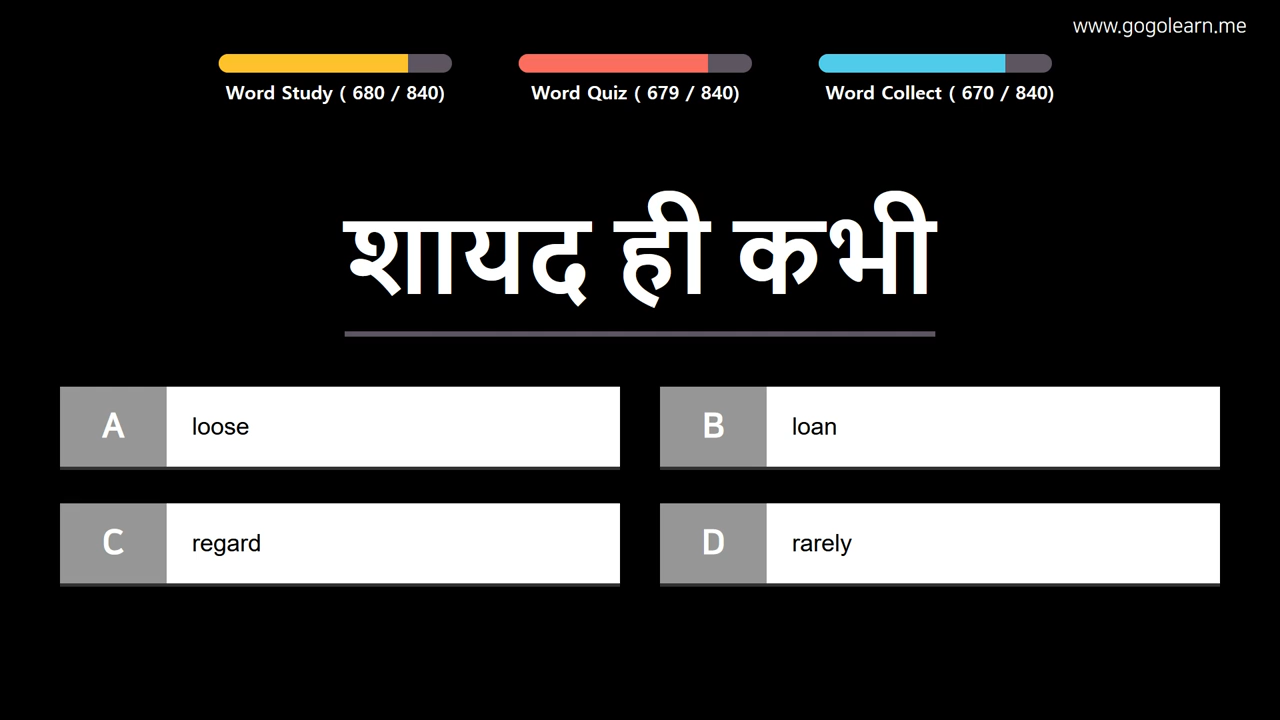 www.gogolearn.me
Word Study ( 680 / 840)
Word Quiz ( 679 / 840)
Word Collect ( 670 / 840)
शायद ही कभी
A loose
B loan
C regard
D rarely